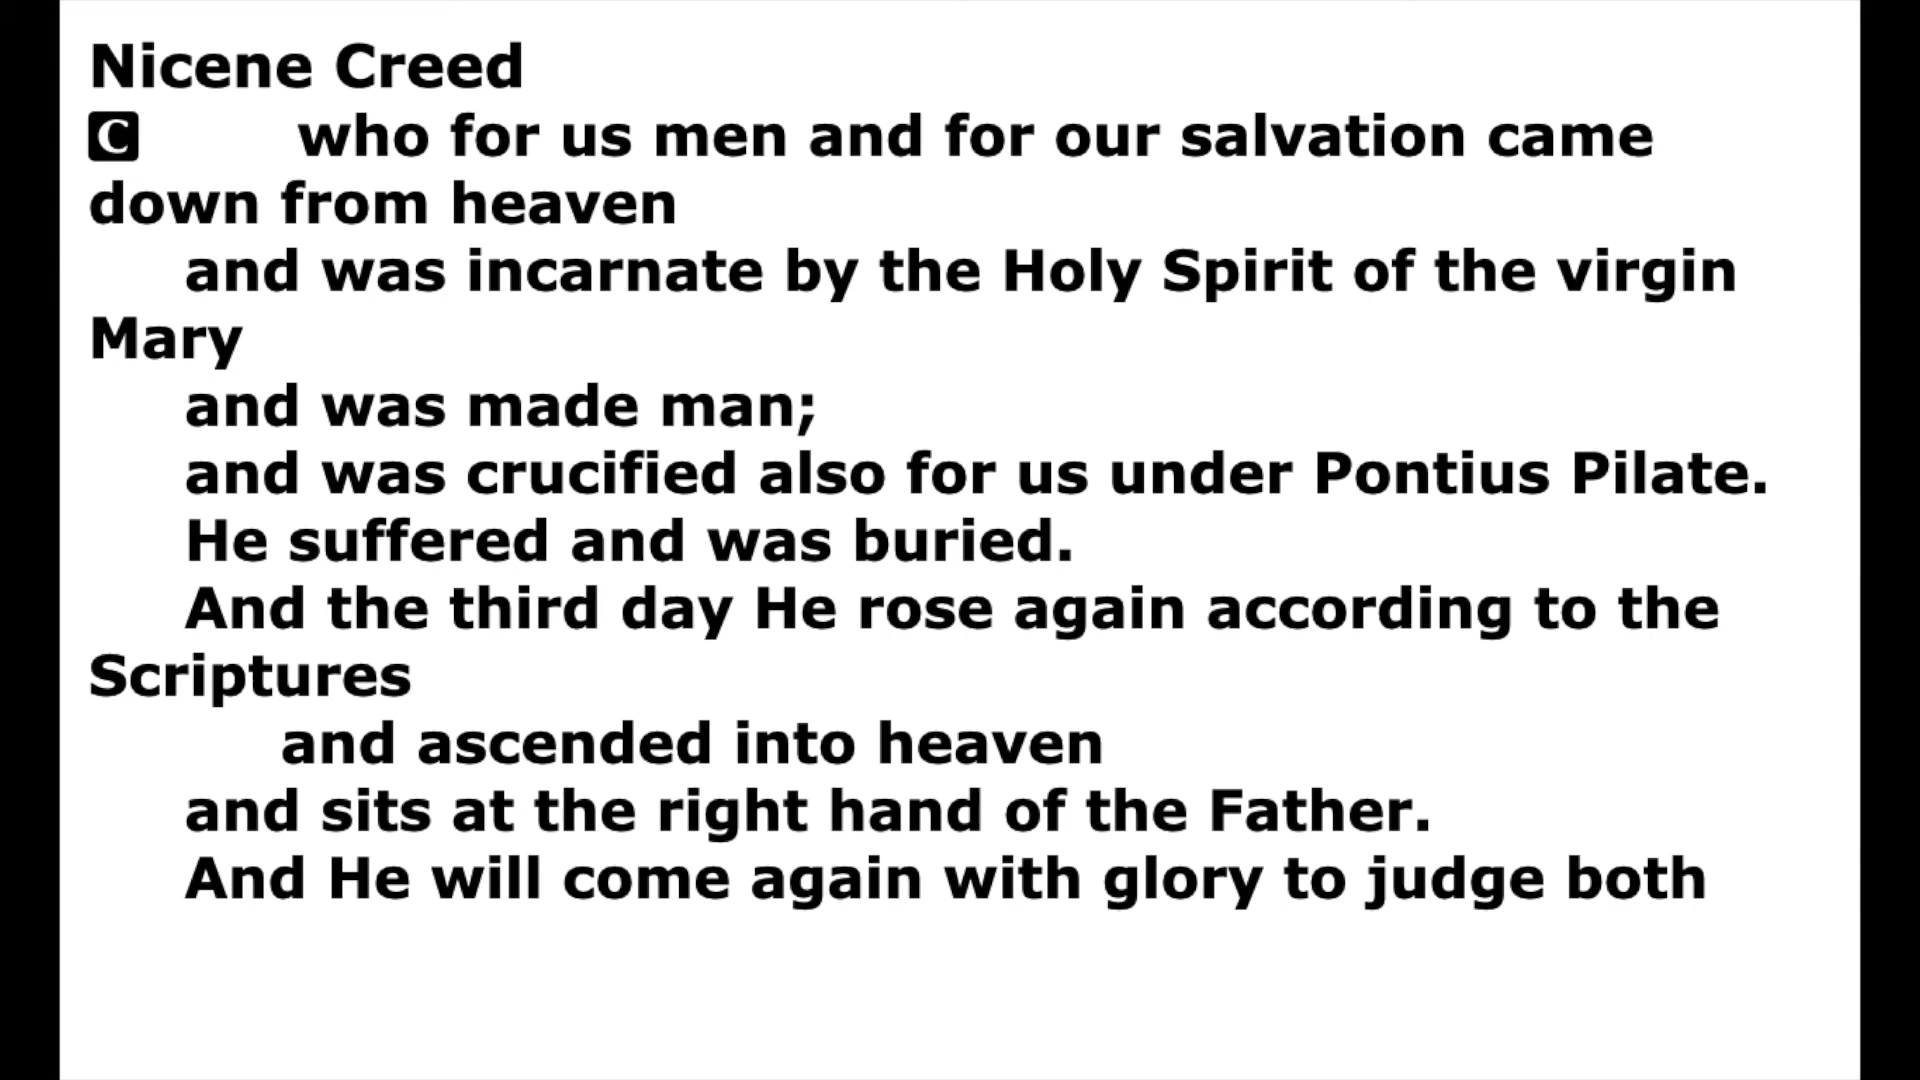 Nicene Creed
C who for us men and for our salvation came
down from heaven
and was incarnate by the Holy Spirit of the virgin
Mary
and was made man;
and was crucified also for us under Pontius Pilate.
He suffered and was buried.
And the third day He rose again according to the
Scriptures
and ascended into heaven
and sits at the right hand of the Father.
And He will come again with glory to judge both